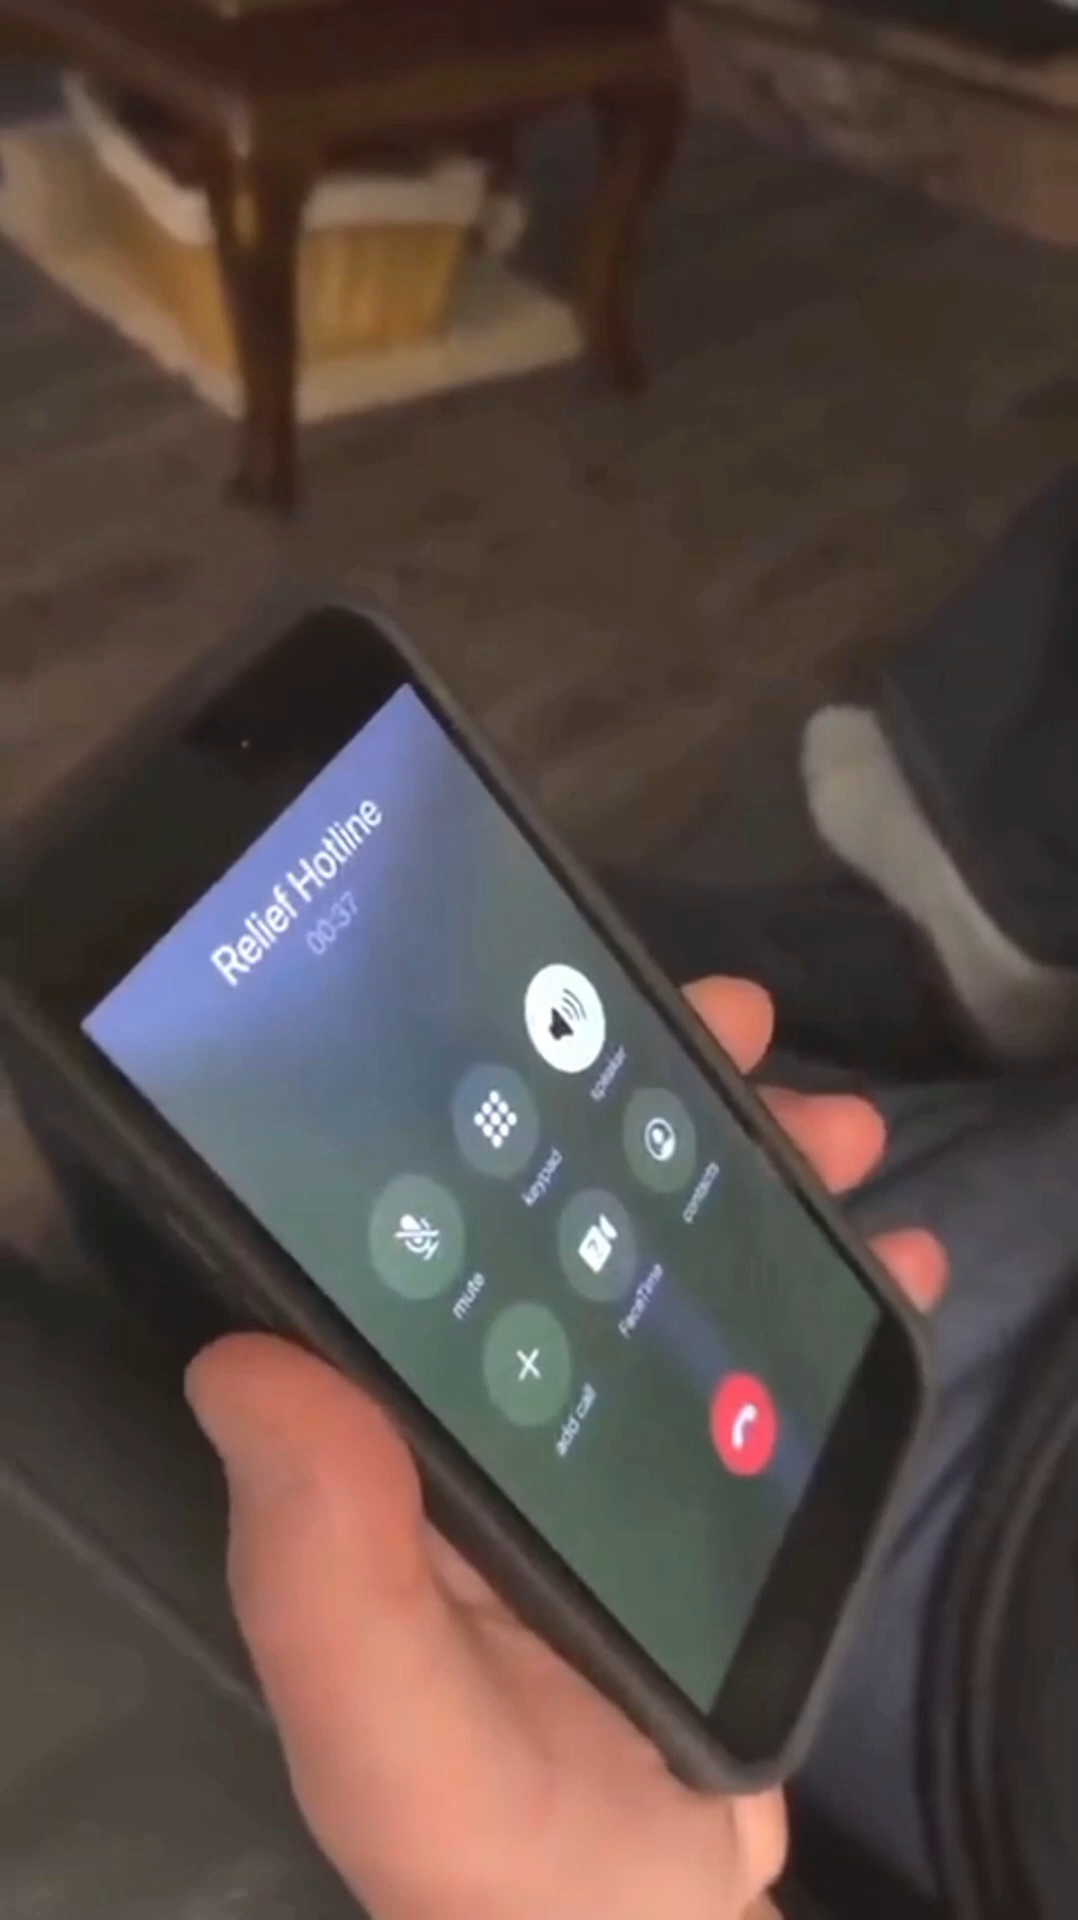 Relief Hotline
00:37
mute
keypad
speaker
add call
FaceTime
contacts